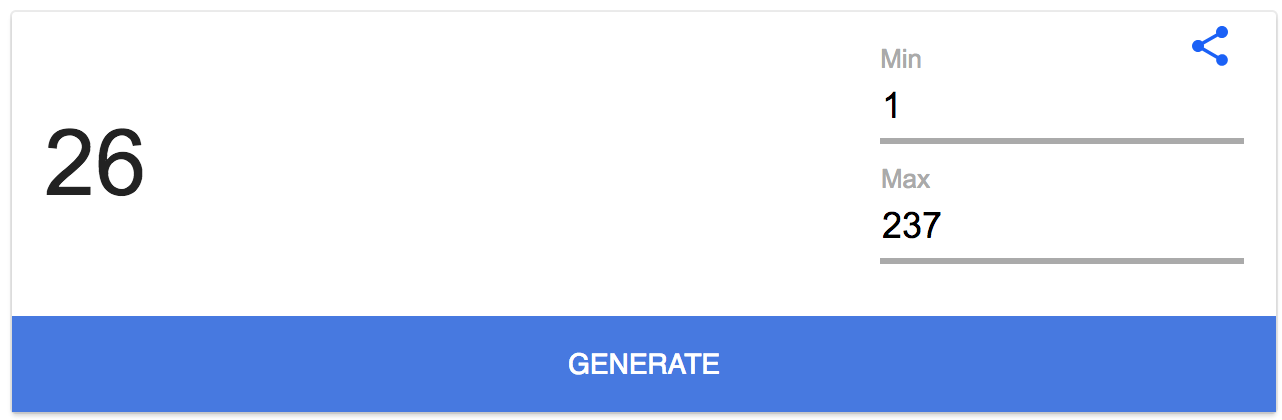 26
Min
1
Max
237
GENERATE